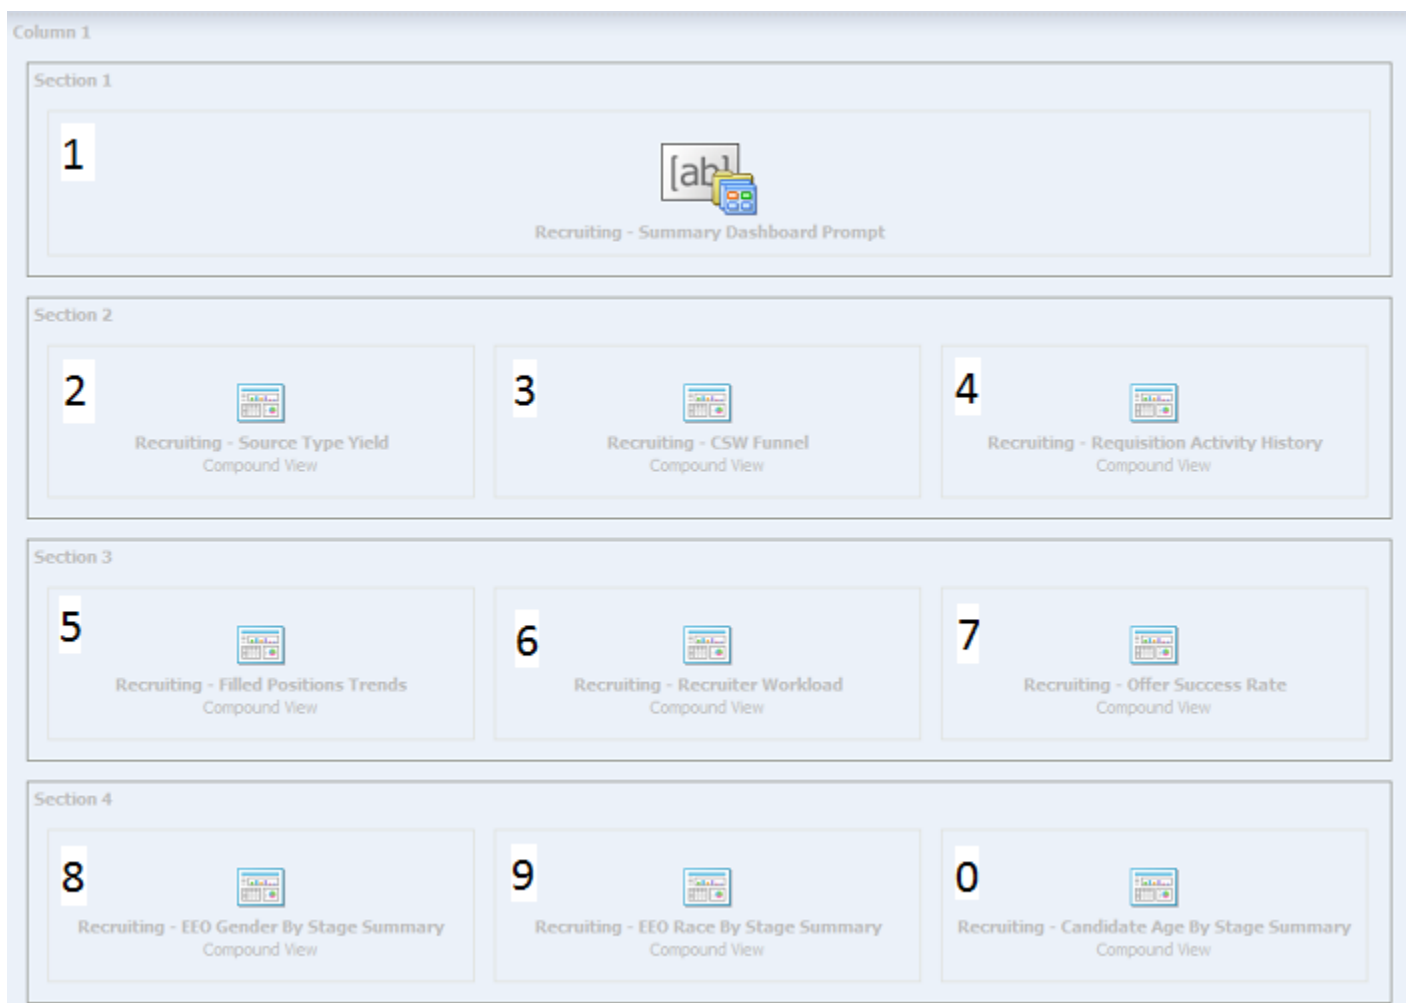 Column 1
Section 1
1
[ab]
Recruiting - Summary Dashboard Prompt
Section 2
2
Recruiting - Source Type Yield
Compound View
3
Recruiting - CSW Funnel
Compound View
4
Recruiting - Requisition Activity History
Compound View
Section 3
5
Recruiting - Filled Positions Trends
Compound View
6
Recruiting - Recruiter Workload
Compound View
7
Recruiting - Offer Success Rate
Compound View
Section 4
8
Recruiting - EEO Gender By Stage Summary
Compound View
9
Recruiting - EEO Race By Stage Summary
Compound View
0
Recruiting - Candidate Age By Stage Summary
Compound View